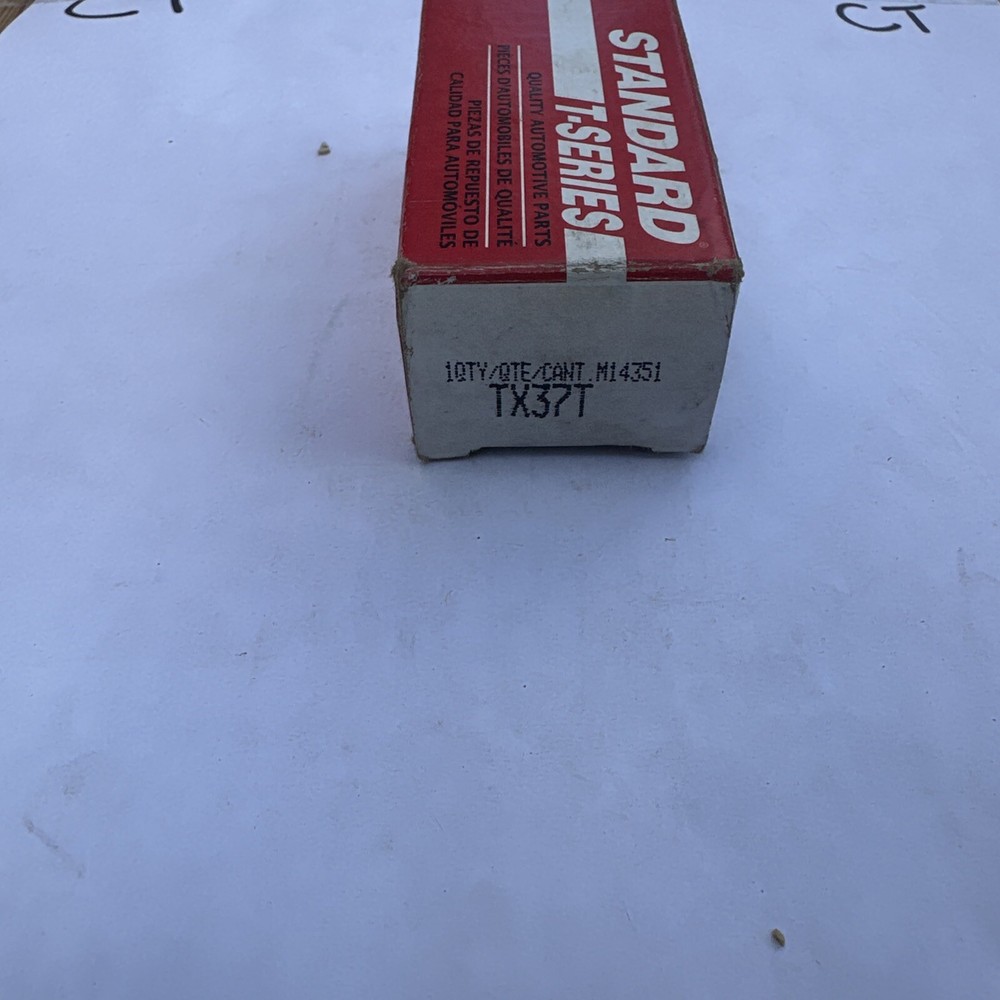 STANDARD®
T-SERIES
QUALITY AUTOMOTIVE PARTS
PIÈCES D'AUTOMOBILES DE QUALITÉ
PIEZAS DE REPUESTO DE
CALIDAD PARA AUTOMÓVILES
1QTY/QTE/CANT.M14351
TX37T